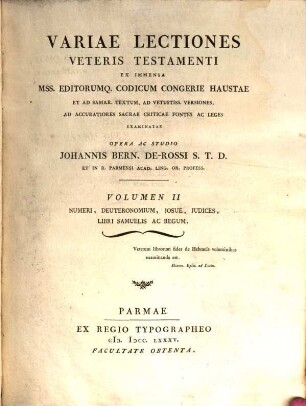 VARIAE LECTIONES
VETERIS TESTAMENTI
EX IMMENSA
MSS. EDITORUMQ. CODICUM CONGERIE HAUSTAE
ET AD SAMAR. TEXTUM, AD VETUSTISS. VERSIONES,
AD ACCURATIORES SACRAE CRITICAE FONTES AC LEGES
EXAMINATAE
OPERA AC STUDIO
JOHANNIS BERN. DE-ROSSI S. T. D.
ET IN R. PARMENSI ACAD. LING. OR. PROFESS.
VOLUMEN II
NUMERI, DEUTERONOMIUM, JOSUE, JUDICES,
LIBRI SAMUELIS AC REGUM.
Veterum librorum fides de Hebraeis voluminibus
examinanda est.
Hieron. Epist. ad Lucin.
PARMAE
EX REGIO TYPOGRAPHEO
CIƆ. IƆCC. LXXXV.
FACULTATE OBTENTA.